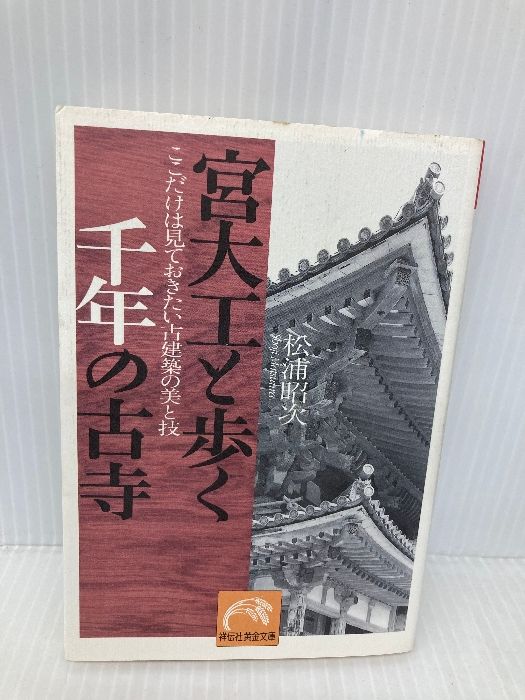 宮大工と歩く
千年の古寺
ここだけは見ておきたい古建築の美と技
松浦昭次
祥伝社黄金文庫